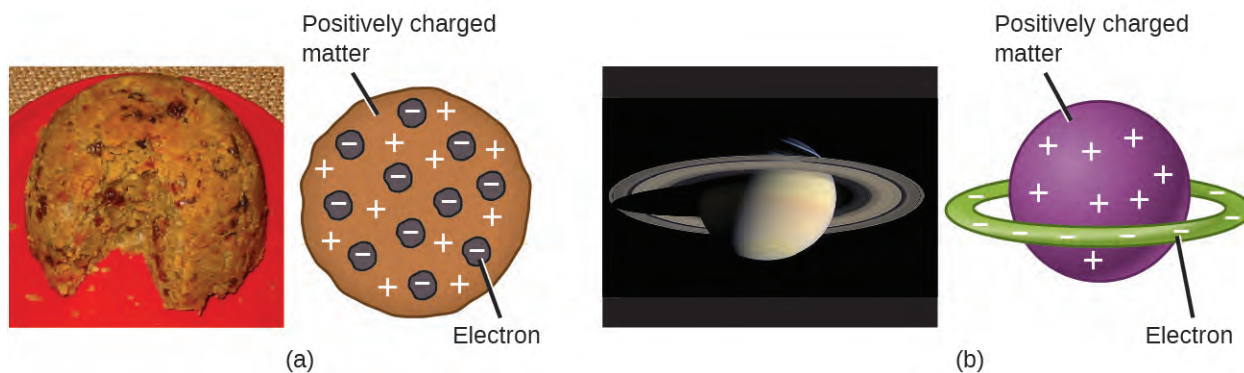 Positively charged
matter
Electron
(a)
Positively charged
matter
Electron
(b)